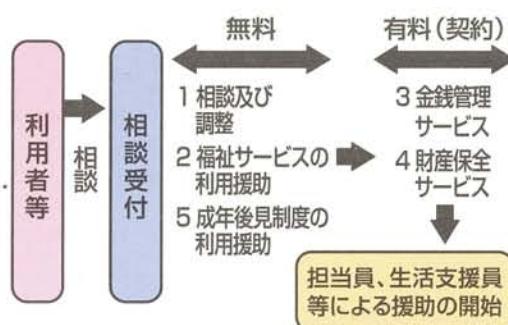 無料
有料（契約）
利用者等
相談
相談受付
1 相談及び
調整
2 福祉サービスの
利用援助
5 成年後見制度の
利用援助
3 金銭管理
サービス
4 財産保全
サービス
担当員、生活支援員
等による援助の開始